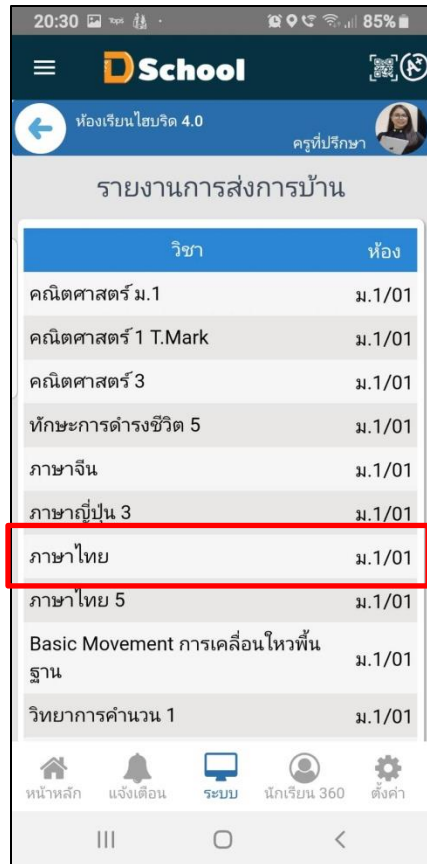 20:30
85%
DSchool
ห้องเรียนไฮบริด 4.0
ครูที่ปรึกษา
รายงานการส่งการบ้าน
วิชา ห้อง
คณิตศาสตร์ ม.1 ม.1/01
คณิตศาสตร์ 1 T.Mark ม.1/01
คณิตศาสตร์ 3 ม.1/01
ทักษะการดำรงชีวิต 5 ม.1/01
ภาษาจีน ม.1/01
ภาษาญี่ปุ่น 3 ม.1/01
ภาษาไทย ม.1/01
ภาษาไทย 5 ม.1/01
Basic Movement การเคลื่อนใหวพื้น
ฐาน ม.1/01
วิทยาการคำนวน 1 ม.1/01
หน้าหลัก แจ้งเตือน ระบบ นักเรียน 360 ตั้งค่า